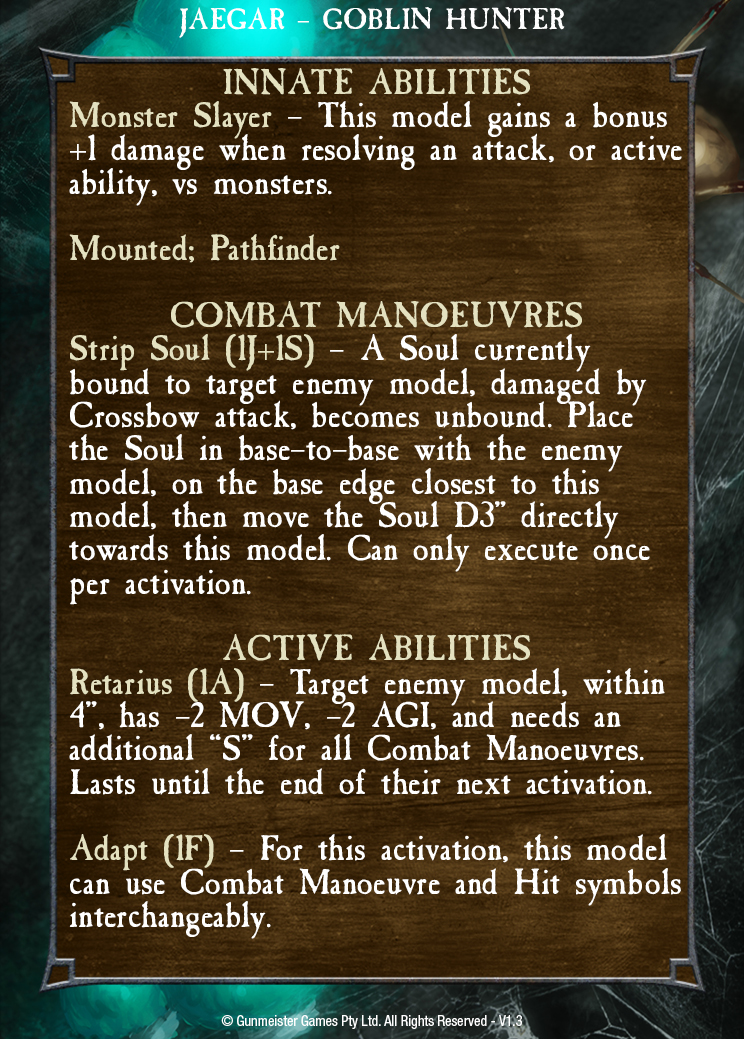 JAEGAR – GOBLIN HUNTER
INNATE ABILITIES
Monster Slayer – This model gains a bonus
+1 damage when resolving an attack, or active
ability, vs monsters.
Mounted; Pathfinder
COMBAT MANOEUVRES
Strip Soul (1J+1S) – A Soul currently
bound to target enemy model, damaged by
Crossbow attack, becomes unbound. Place
the Soul in base–to–base with the enemy
model, on the base edge closest to this
model, then move the Soul D3” directly
towards this model. Can only execute once
per activation.
ACTIVE ABILITIES
Retarius (1A) – Target enemy model, within
4”, has –2 MOV, –2 AGI, and needs an
additional “S” for all Combat Manoeuvres.
Lasts until the end of their next activation.
Adapt (1F) – For this activation, this model
can use Combat Manoeuvre and Hit symbols
interchangeably.
© Gunmeister Games Pty Ltd. All Rights Reserved - V1.3